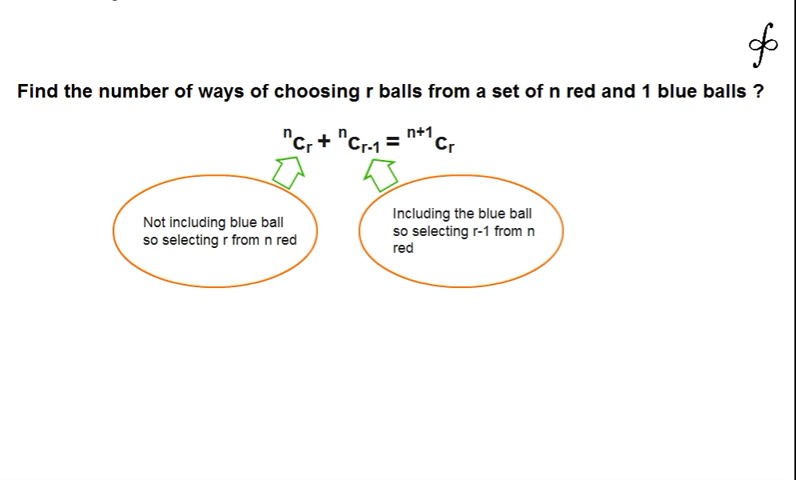 Find the number of ways of choosing r balls from a set of n red and 1 blue balls ?
ⁿcᵣ + ⁿcᵣ₋₁ = ⁿ⁺¹cᵣ
Not including blue ball
so selecting r from n red
Including the blue ball
so selecting r-1 from n
red